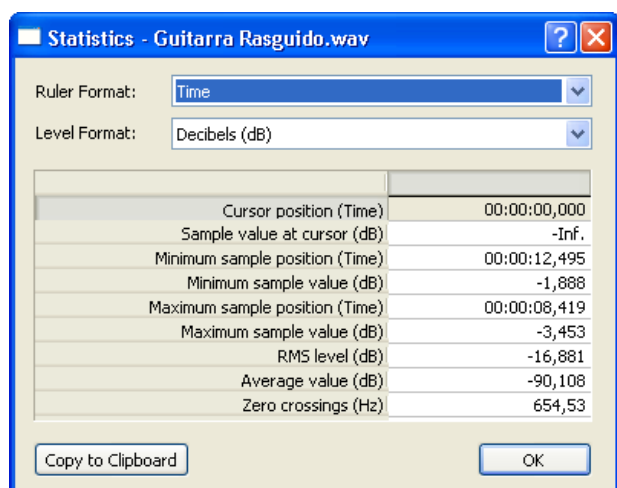 Statistics - Guitarra Rasguido.wav
Ruler Format: Time
Level Format: Decibels (dB)
Cursor position (Time) 00:00:00,000
Sample value at cursor (dB) -Inf.
Minimum sample position (Time) 00:00:12,495
Minimum sample value (dB) -1,888
Maximum sample position (Time) 00:00:08,419
Maximum sample value (dB) -3,453
RMS level (dB) -16,881
Average value (dB) -90,108
Zero crossings (Hz) 654,53
Copy to Clipboard OK